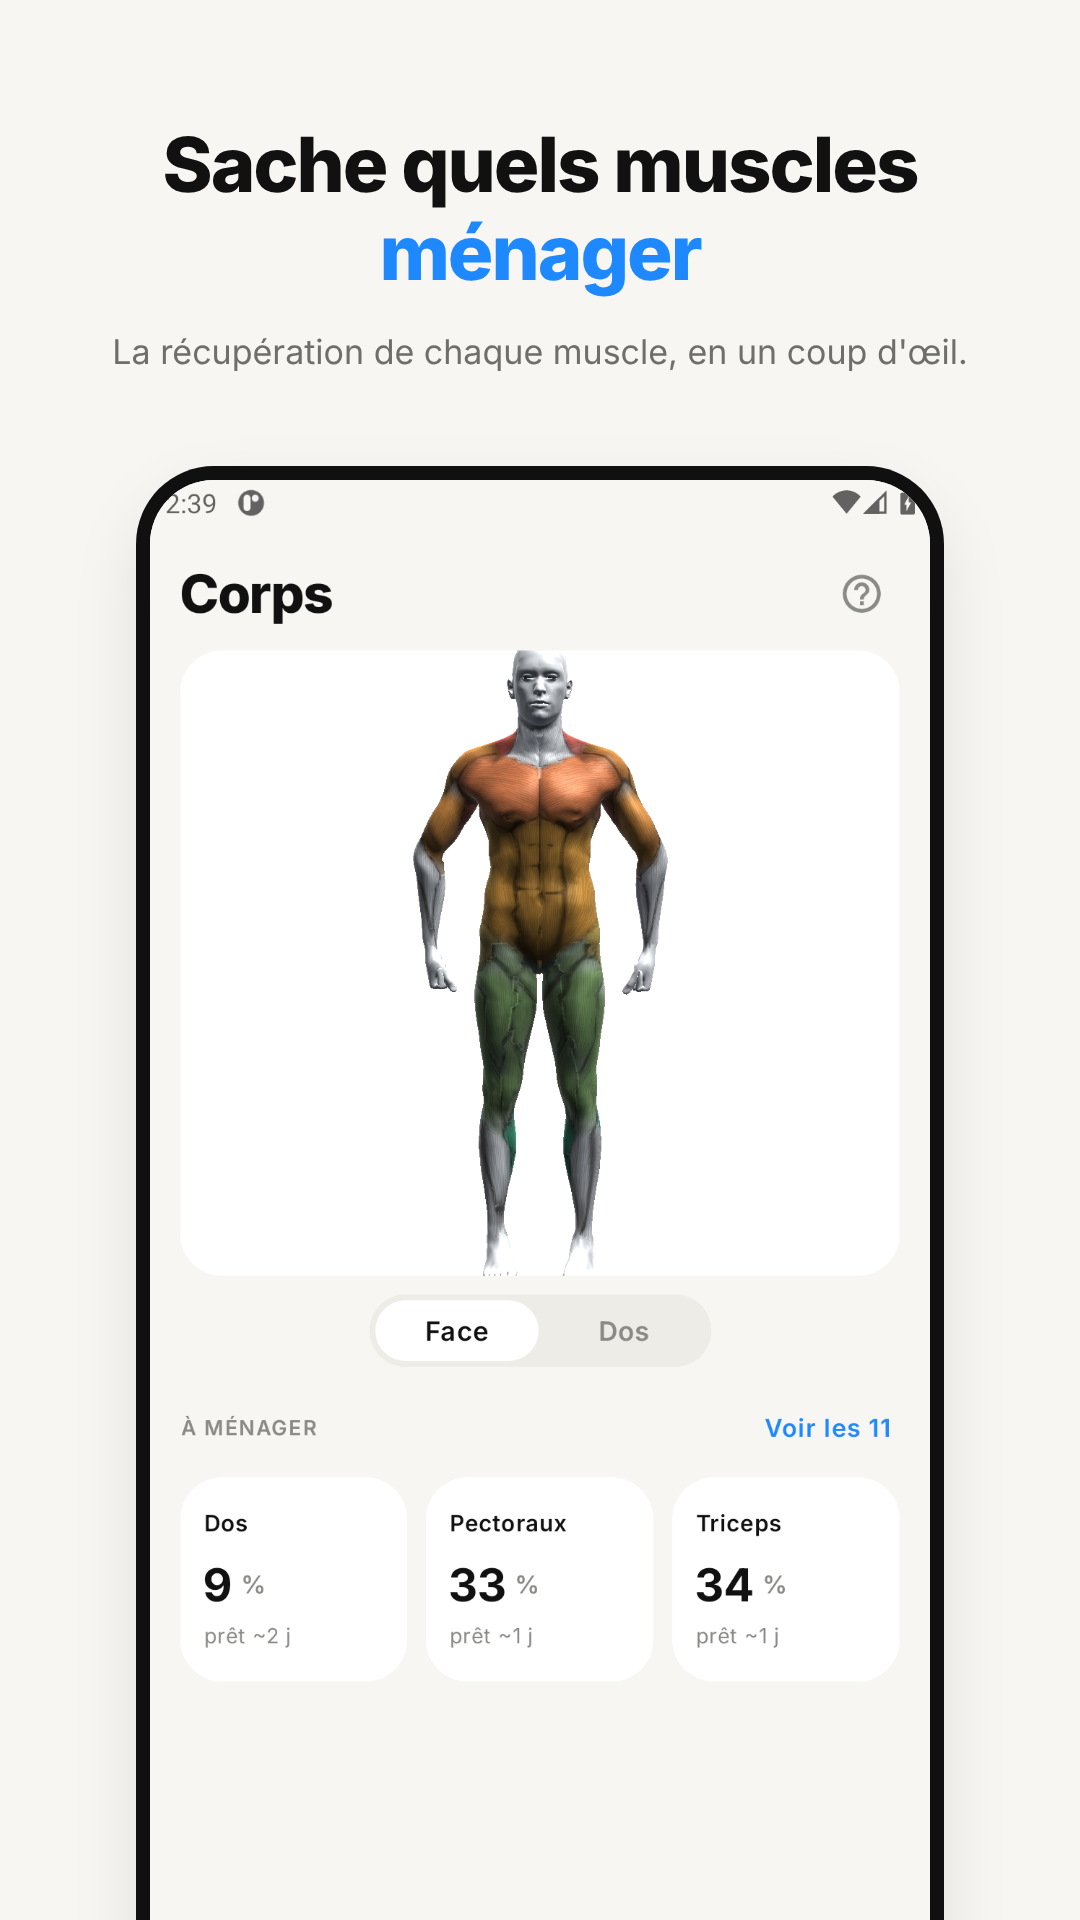 Sache quels muscles
ménager
La récupération de chaque muscle, en un coup d'œil.
2:39
Corps
Face
Dos
À MÉNAGER
Voir les 11
Dos
Pectoraux
Triceps
9 %
33 %
34 %
prêt ~2 j
prêt ~1 j
prêt ~1 j